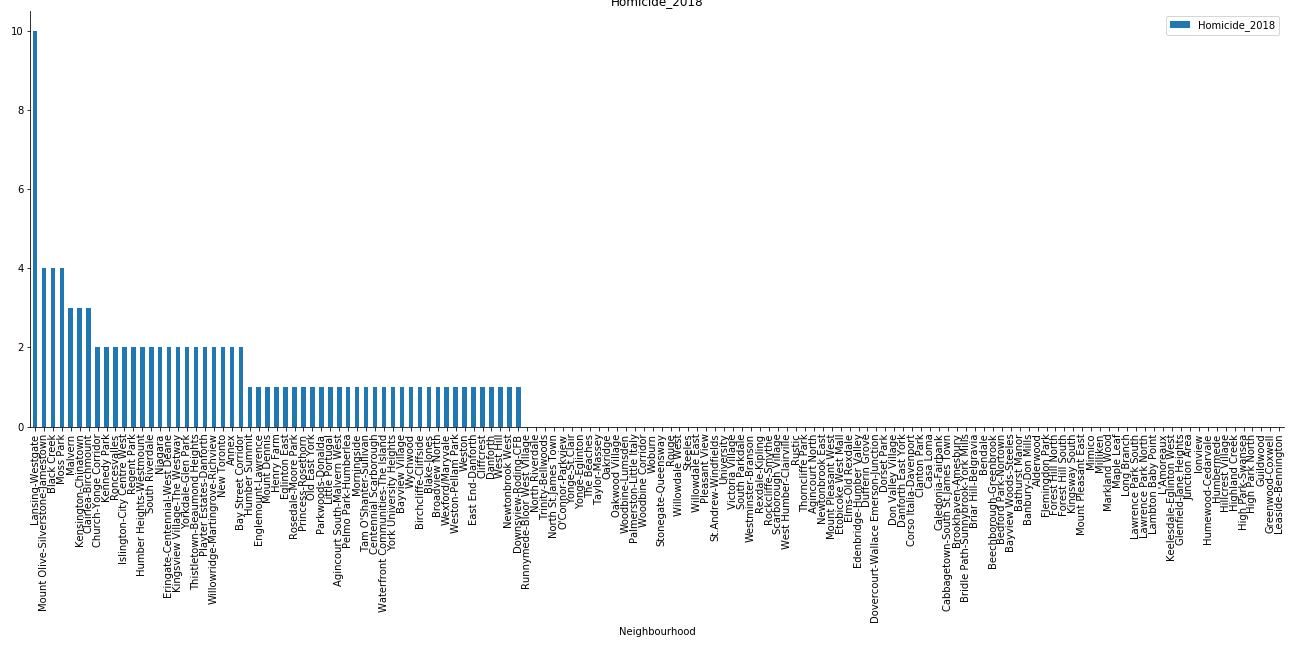 Homicide_2018
Homicide_2018
10
8
6
4
2
0
Lansing-Westgate
Mount Olive-Silverstone-Jamestown
Black Creek
Moss Park
Malvern
Kensington-Chinatown
Clairlea-Birchmount
Church-Yonge Corridor
Kennedy Park
Roncesvalles
Islington-City Centre West
Regent Park
Humber Heights-Westmount
South Riverdale
Niagara
Eringate-Centennial-West Deane
Kingsview Village-The Westway
Yorkdale-Glen Park
Thistletown-Beaumond Heights
Playter Estates-Danforth
Willowridge-Martingrove-Richview
New Toronto
Annex
Bay Street Corridor
Humber Summit
Englemount-Lawrence
Mount Dennis
Henry Farm
Eglinton East
Rosedale-Moore Park
Princess-Rosethorn
Old East York
Parkwoods-Donalda
Little Portugal
Agincourt South-Malvern West
Pelmo Park-Humberlea
Morningside
Tam O'Shanter-Sullivan
Centennial Scarborough
Waterfront Communities-The Island
York University Heights
Bayview Village
Wychwood
Birchcliffe-Cliffside
Blake-Jones
Broadview North
Wexford/Maryvale
Weston-Pellam Park
Weston
East End-Danforth
Cliffcrest
Danforth
West Hill
Newtonbrook West
Downsview-Roding-CFB
Runnymede-Bloor West Village
North Riverdale
Trinity-Bellwoods
North St.James Town
O'Connor-Parkview
Yonge-St.Clair
Yonge-Eglinton
The Beaches
Taylor-Massey
Oakridge
Oakwood Village
Woodbine-Lumsden
Palmerston-Little Italy
Woodbine Corridor
Woburn
Stonegate-Queensway
Rouge
Willowdale West
Steeles
Willowdale East
Pleasant View
St.Andrew-Windfields
University
Victoria Village
South Parkdale
Westminster-Branson
Rexdale-Kipling
Rockcliffe-Smythe
Scarborough Village
West Humber-Clairville
Rustic
Thorncliffe Park
Agincourt North
Newtonbrook East
Mount Pleasant West
Etobicoke West Mall
Elms-Old Rexdale
Edenbridge-Humber Valley
Dufferin Grove
Dovercourt-Wallace Emerson-Junction
Dorset Park
Don Valley Village
Danforth East York
Corso Italia-Davenport
Clanton Park
Casa Loma
Caledonia-Fairbank
Cabbagetown-South St.James Town
Brookhaven-Amesbury
Bridle Path-Sunnybrook-York Mills
Briar Hill-Belgravia
Bendale
Beechborough-Greenbrook
Bedford Park-Nortown
Bayview Woods-Steeles
Bathurst Manor
Banbury-Don Mills
Alderwood
Flemingdon Park
Forest Hill North
Forest Hill South
Kingsway South
Mount Pleasant East
Mimico
Milliken
Markland Wood
Maple Leaf
Long Branch
Lawrence Park South
Lawrence Park North
Lambton Baby Point
L'Amoreaux
Keelesdale-Eglinton West
Glenfield-Jane Heights
Junction Area
Ionview
Humewood-Cedarvale
Humbermede
Hillcrest Village
Highland Creek
High Park-Swansea
High Park North
Guildwood
Greenwood-Coxwell
Leaside-Bennington
Neighbourhood